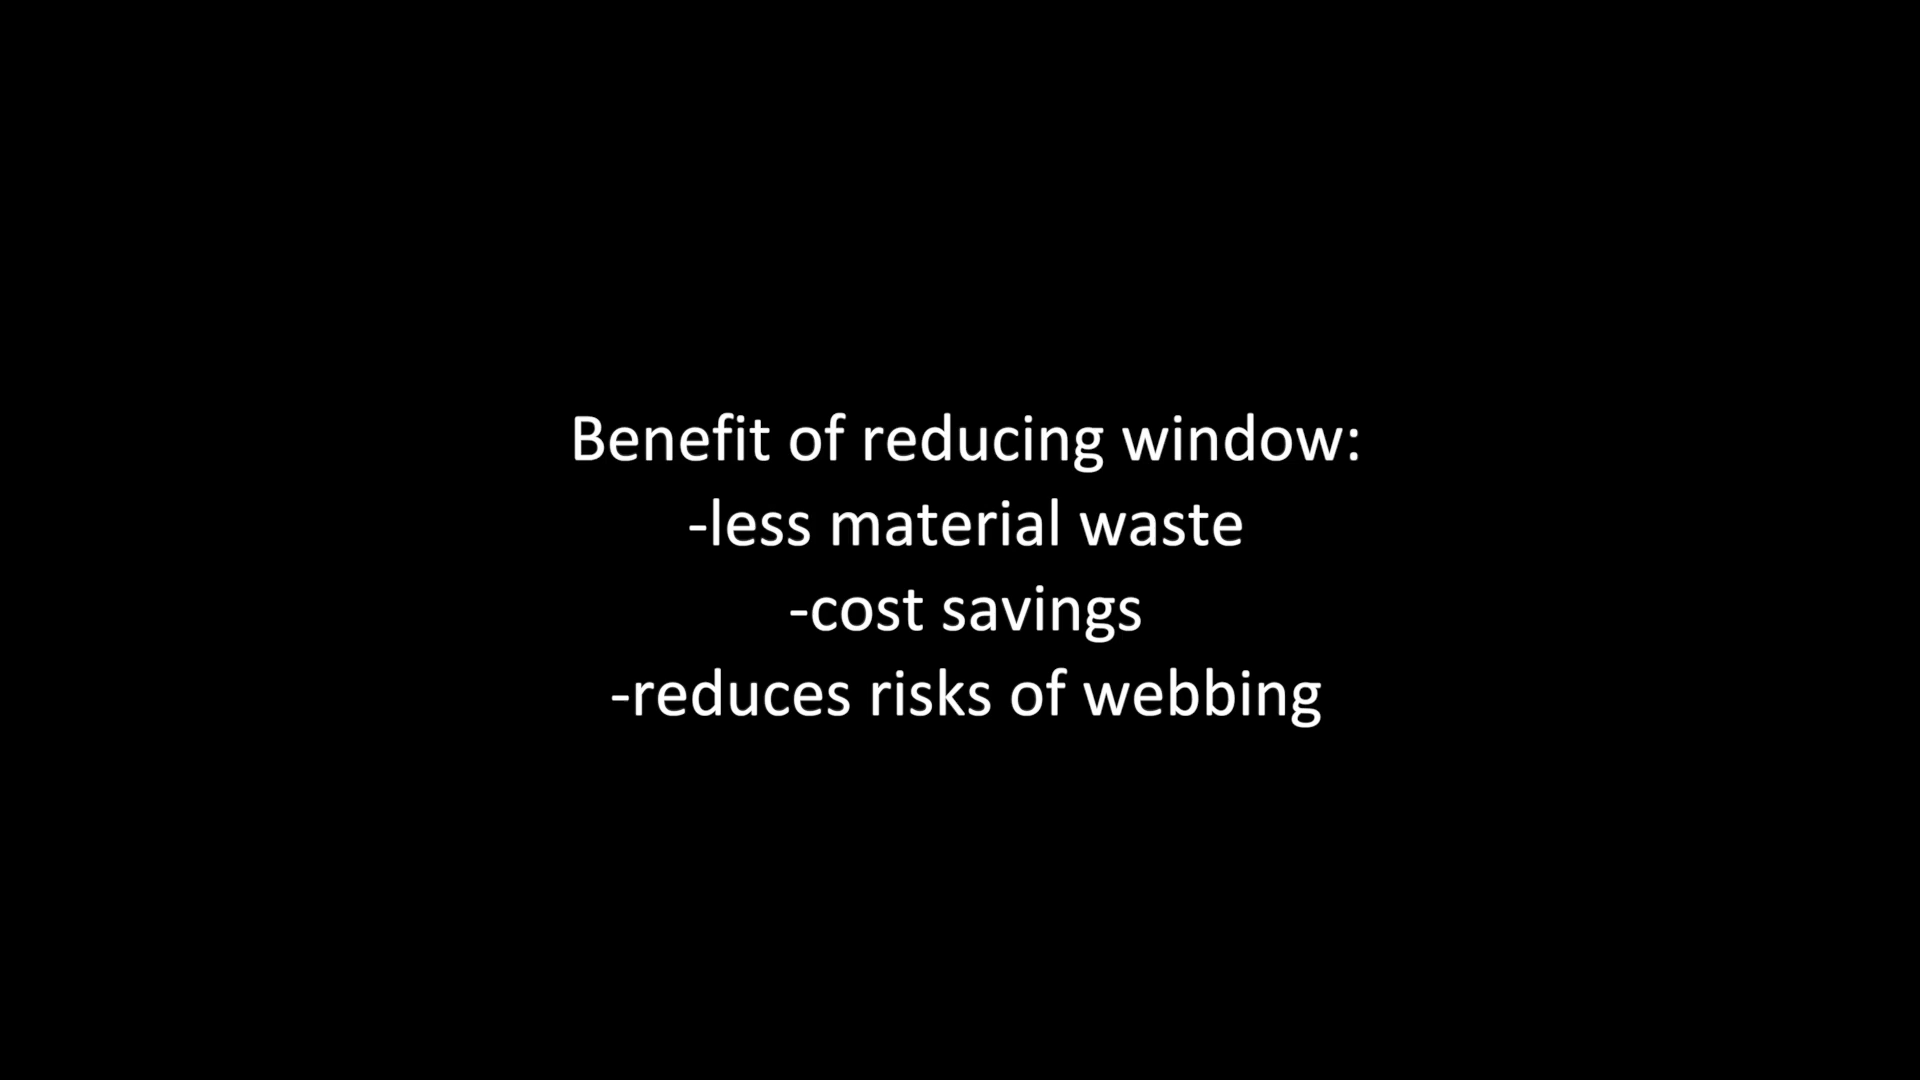 Benefit of reducing window:
-less material waste
-cost savings
-reduces risks of webbing